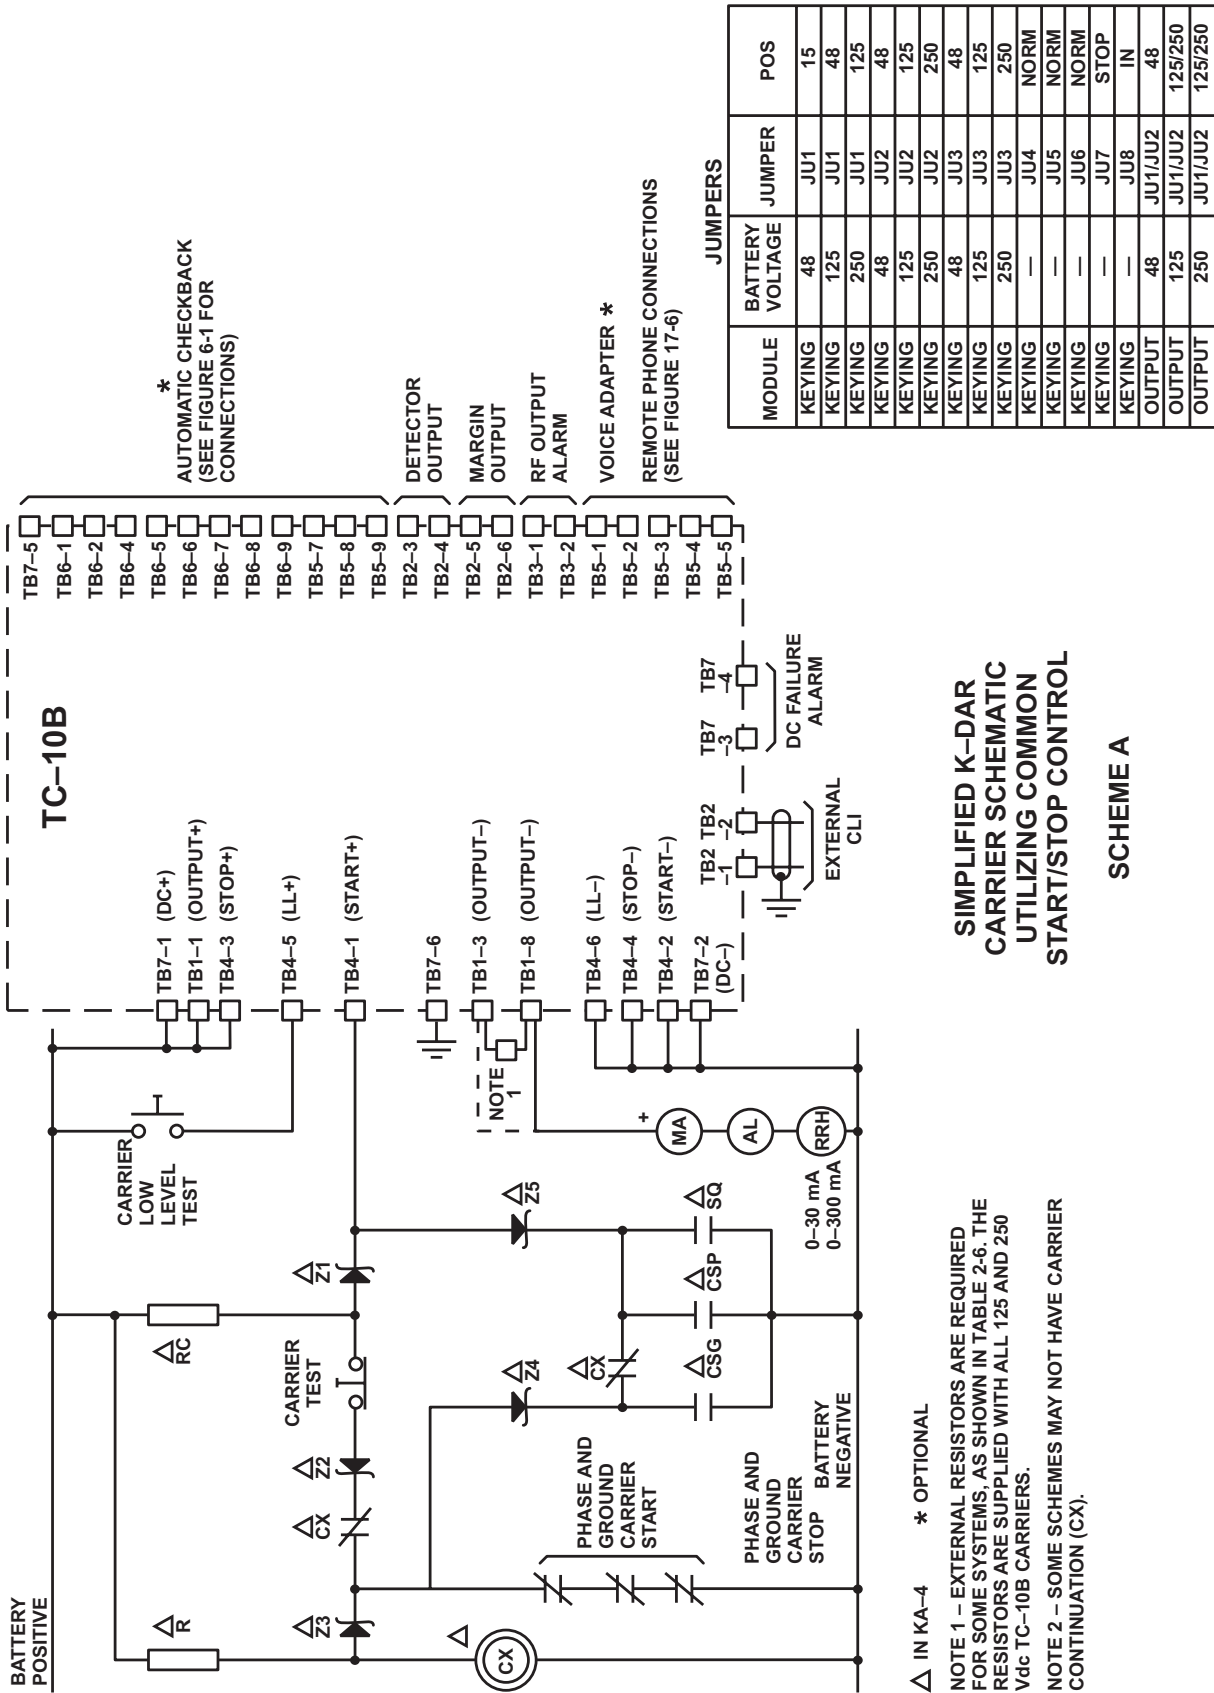 BATTERY
POSITIVE
R
Z3
CX
CX
Z2
CARRIER
TEST
RC
Z1
CARRIER
LOW
LEVEL
TEST
Z4
CX
Z5
CSG
CSP
SQ
PHASE AND
GROUND
CARRIER
START
PHASE AND
GROUND
CARRIER
STOP
BATTERY
NEGATIVE
NOTE
1
+
MA
AL
RRH
0–30 mA
0–300 mA
TC–10B
TB7–1 (DC+)
TB1–1 (OUTPUT+)
TB4–3 (STOP+)
TB4–5 (LL+)
TB4–1 (START+)
TB7–6
TB1–3 (OUTPUT–)
TB1–8 (OUTPUT–)
TB4–6 (LL–)
TB4–4 (STOP–)
TB4–2 (START–)
TB7–2
(DC–)
TB2
–1
TB2
–2
EXTERNAL
CLI
TB7
–3
TB7
–4
DC FAILURE
ALARM
TB7–5
TB6–1
TB6–2
TB6–4
TB6–5
TB6–6
TB6–7
TB6–8
TB6–9
TB5–7
TB5–8
TB5–9
TB2–3
TB2–4
TB2–5
TB2–6
TB3–1
TB3–2
TB5–1
TB5–2
TB5–3
TB5–4
TB5–5
*
AUTOMATIC CHECKBACK
(SEE FIGURE 6-1 FOR
CONNECTIONS)
DETECTOR
OUTPUT
MARGIN
OUTPUT
RF OUTPUT
ALARM
VOICE ADAPTER *
REMOTE PHONE CONNECTIONS
(SEE FIGURE 17-6)
△ IN KA–4 * OPTIONAL
NOTE 1 – EXTERNAL RESISTORS ARE REQUIRED
FOR SOME SYSTEMS, AS SHOWN IN TABLE 2-6. THE
RESISTORS ARE SUPPLIED WITH ALL 125 AND 250
Vdc TC–10B CARRIERS.
NOTE 2 – SOME SCHEMES MAY NOT HAVE CARRIER
CONTINUATION (CX).
SIMPLIFIED K–DAR
CARRIER SCHEMATIC
UTILIZING COMMON
START/STOP CONTROL
SCHEME A
JUMPERS
MODULE BATTERY VOLTAGE JUMPER POS
KEYING 48 JU1 15
KEYING 125 JU1 48
KEYING 250 JU1 125
KEYING 48 JU2 48
KEYING 125 JU2 125
KEYING 250 JU2 250
KEYING 48 JU3 48
KEYING 125 JU3 125
KEYING 250 JU3 250
KEYING — JU4 NORM
KEYING — JU5 NORM
KEYING — JU6 NORM
KEYING — JU7 STOP
KEYING — JU8 IN
OUTPUT 48 JU1/JU2 48
OUTPUT 125 JU1/JU2 125/250
OUTPUT 250 JU1/JU2 125/250